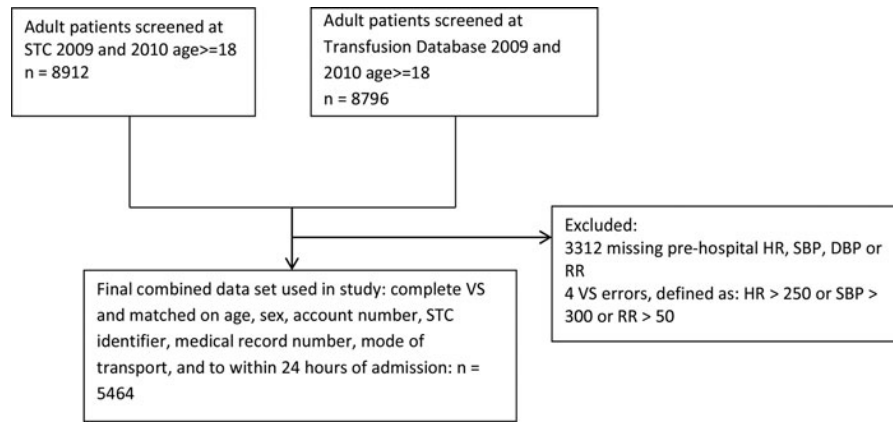 Adult patients screened at
STC 2009 and 2010 age>=18
n = 8912
Adult patients screened at
Transfusion Database 2009 and
2010 age>=18
n = 8796
Excluded:
3312 missing pre-hospital HR, SBP, DBP or
RR
4 VS errors, defined as: HR > 250 or SBP >
300 or RR > 50
Final combined data set used in study: complete VS
and matched on age, sex, account number, STC
identifier, medical record number, mode of
transport, and to within 24 hours of admission: n =
5464